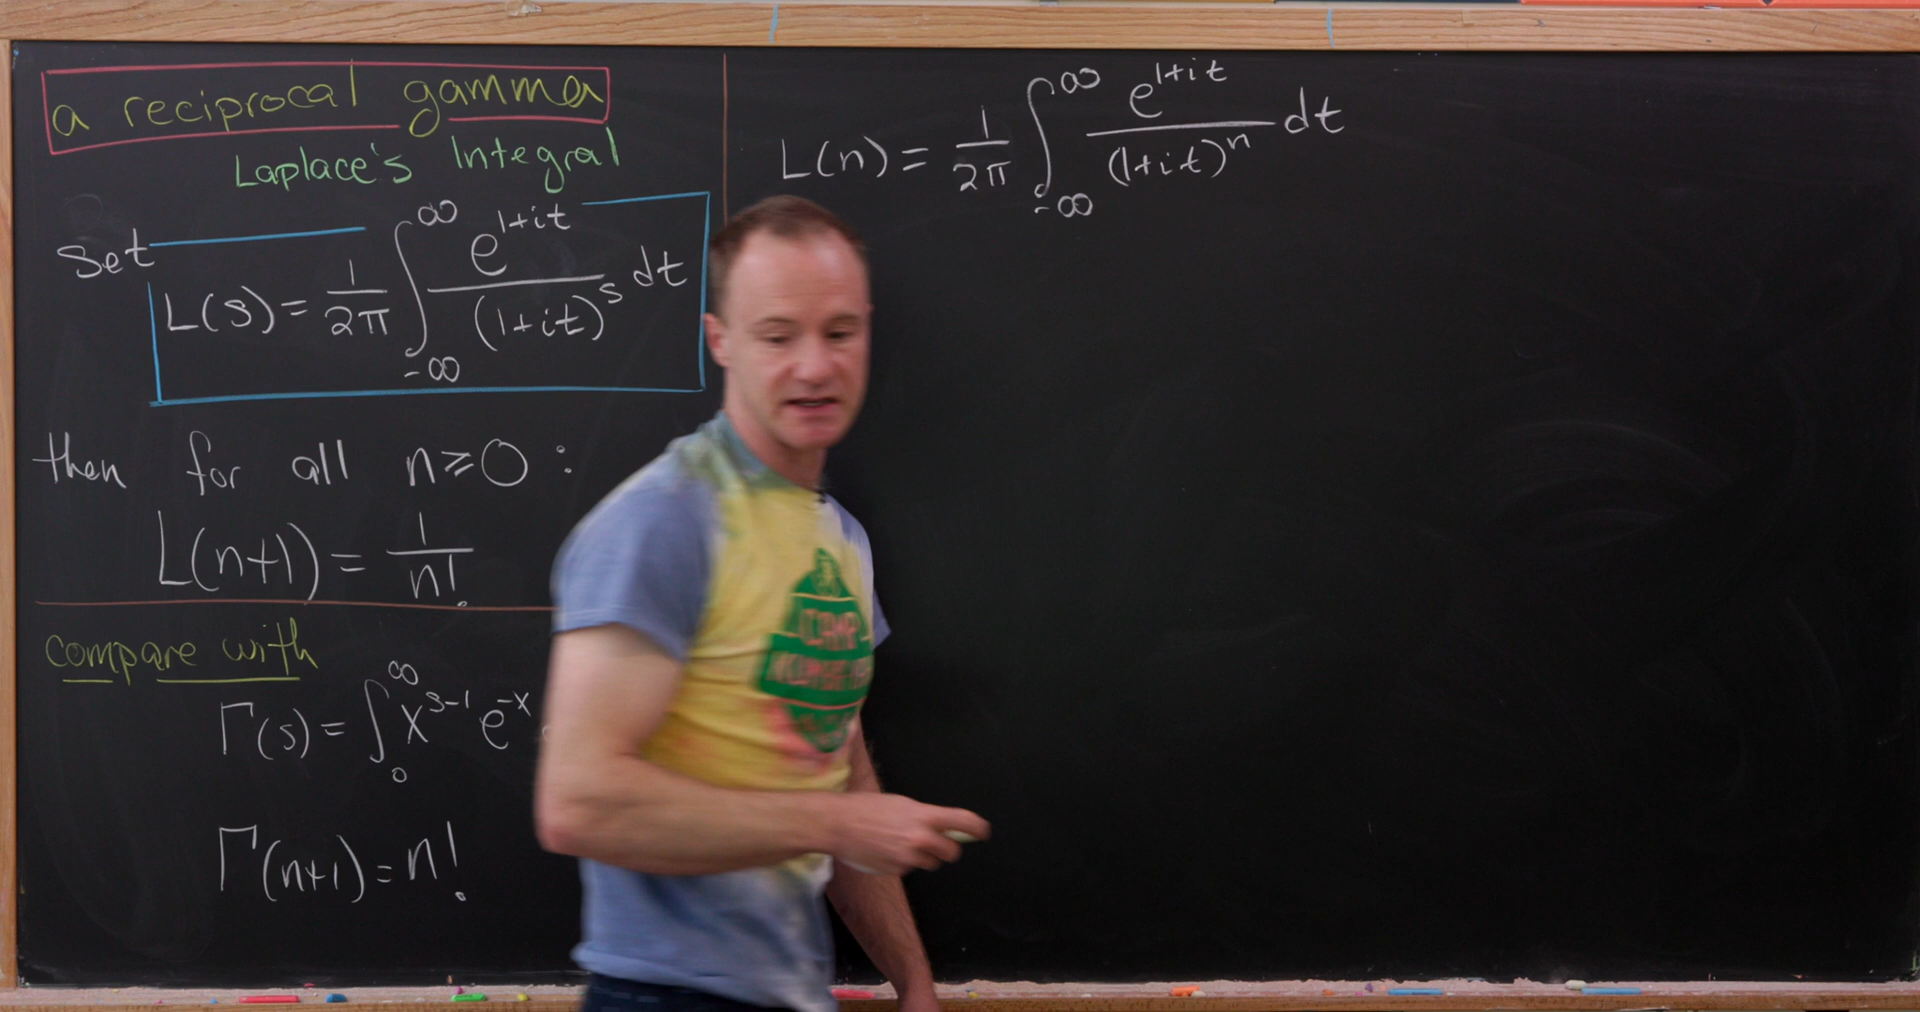 a reciprocal gamma
Laplace's Integral
Set
L(s) = 1/2π ∫_{-∞}^{∞} e^{1+it}/(1+it)^s dt
then for all n ≥ 0 :
L(n+1) = 1/n!
compare with
Γ(s) = ∫_0^∞ x^{s-1} e^{-x}
Γ(n+1) = n!
L(n) = 1/2π ∫_{-∞}^{∞} e^{1+it}/(1+it)^n dt
CAMP